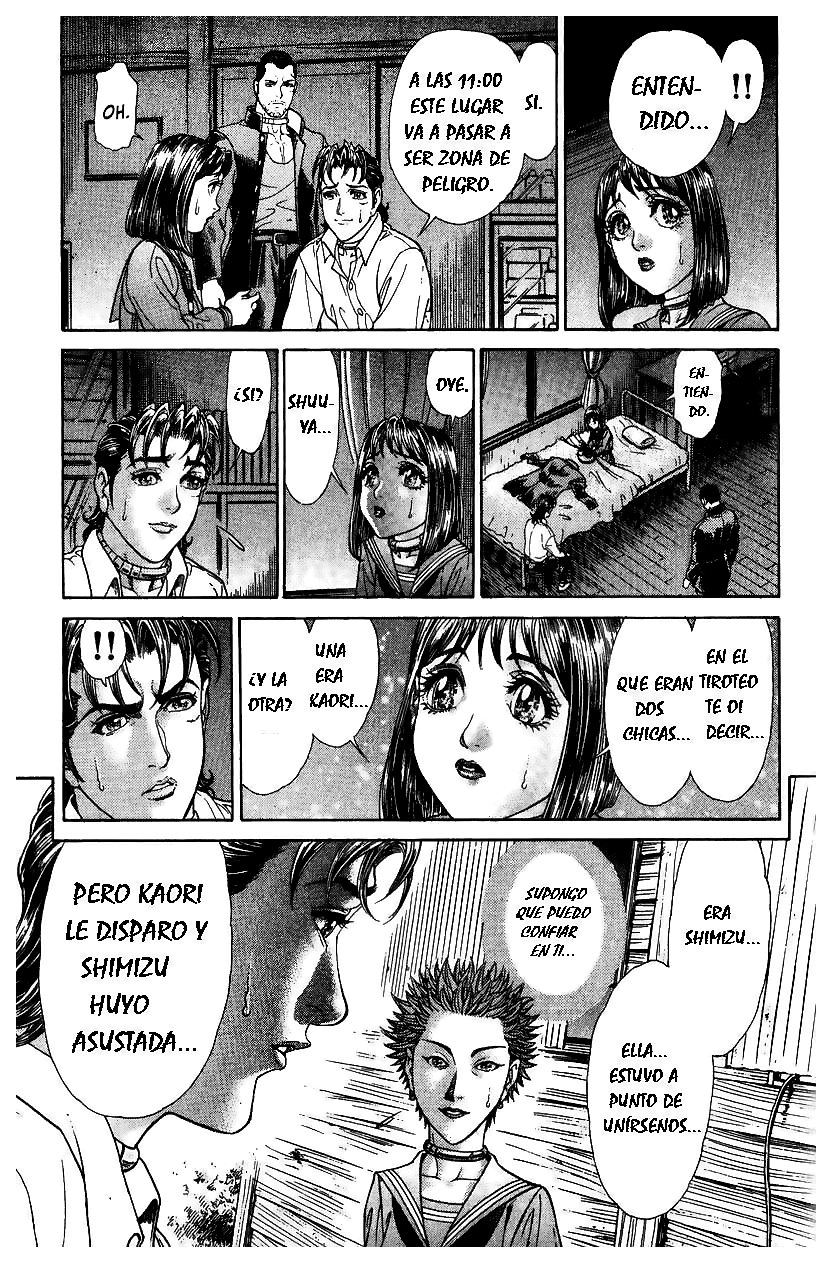 !!
ENTEN-
DIDO...
SI.
A LAS 11:00
ESTE LUGAR
VA A PASAR A
SER ZONA DE
PELIGRO.
OH.
EN-
TIEN-
DO.
OYE.
SHUU-
YA...
¿SI?
EN EL
TIROTEO
TE OI
DECIR...
QUE ERAN
DOS
CHICAS...
UNA
ERA
KAORI...
¿Y LA
OTRA?
!!
ERA
SHIMIZU...
ELLA...
ESTUVO A
PUNTO DE
UNÍRSENOS...
SUPONGO
QUE PUEDO
CONFIAR
EN TI...
PERO KAORI
LE DISPARO Y
SHIMIZU
HUYO
ASUSTADA...